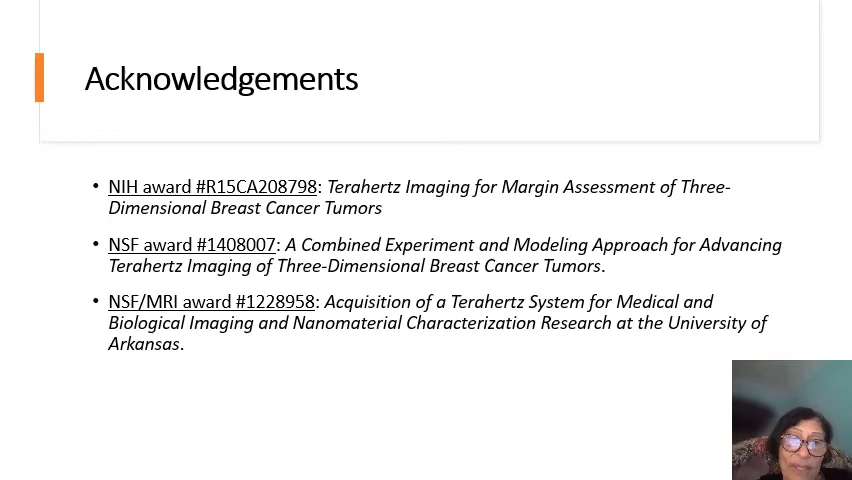 Acknowledgements
• NIH award #R15CA208798: Terahertz Imaging for Margin Assessment of Three-
Dimensional Breast Cancer Tumors
• NSF award #1408007: A Combined Experiment and Modeling Approach for Advancing
Terahertz Imaging of Three-Dimensional Breast Cancer Tumors.
• NSF/MRI award #1228958: Acquisition of a Terahertz System for Medical and
Biological Imaging and Nanomaterial Characterization Research at the University of
Arkansas.